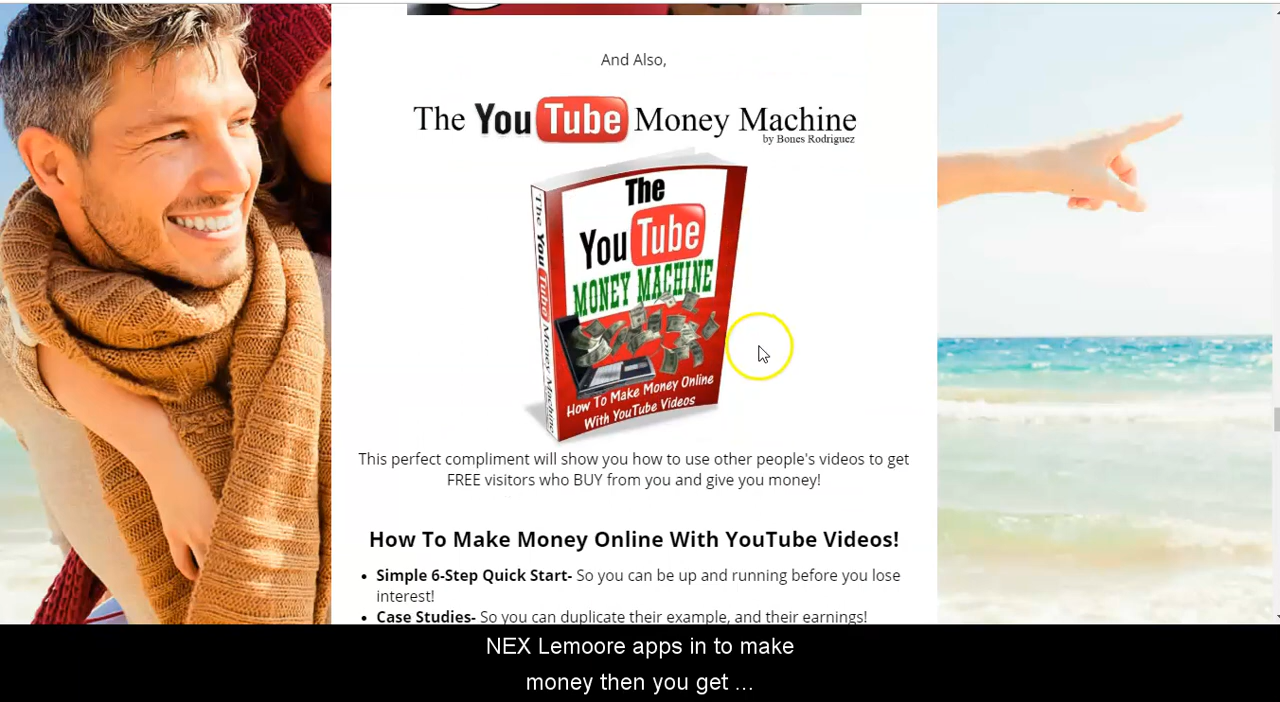 And Also,
The YouTube Money Machine
by Bones Rodriguez
The YouTube Money Machine
The
YouTube
MONEY MACHINE
How To Make Money Online
With YouTube Videos
This perfect compliment will show you how to use other people's videos to get
FREE visitors who BUY from you and give you money!
How To Make Money Online With YouTube Videos!
• Simple 6-Step Quick Start- So you can be up and running before you lose
interest!
• Case Studies- So you can duplicate their example, and their earnings!
NEX Lemoore apps in to make
money then you get ...